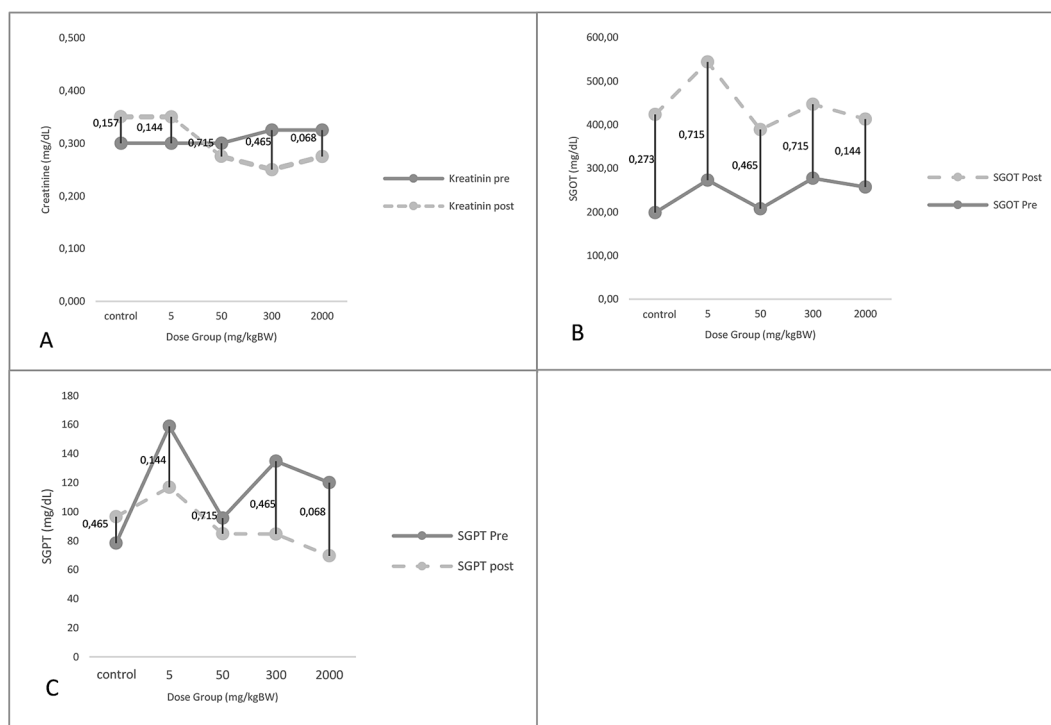 0,500
0,400
0,300
0,200
0,100
0,000
Creatinine (mg/dL)
0,157
0,144
0,715
0,465
0,068
control
5
50
300
2000
Dose Group (mg/kgBW)
Kreatinin pre
Kreatinin post
A
600,00
500,00
400,00
300,00
200,00
100,00
0,00
SGOT (mg/dL)
0,273
0,715
0,465
0,715
0,144
control
5
50
300
2000
Dose Group (mg/kgBW)
SGOT Post
SGOT Pre
B
180
160
140
120
100
80
60
40
20
0
SGPT (mg/dL)
0,465
0,144
0,715
0,465
0,068
control
5
50
300
2000
Dose Group (mg/kgBW)
SGPT Pre
SGPT post
C